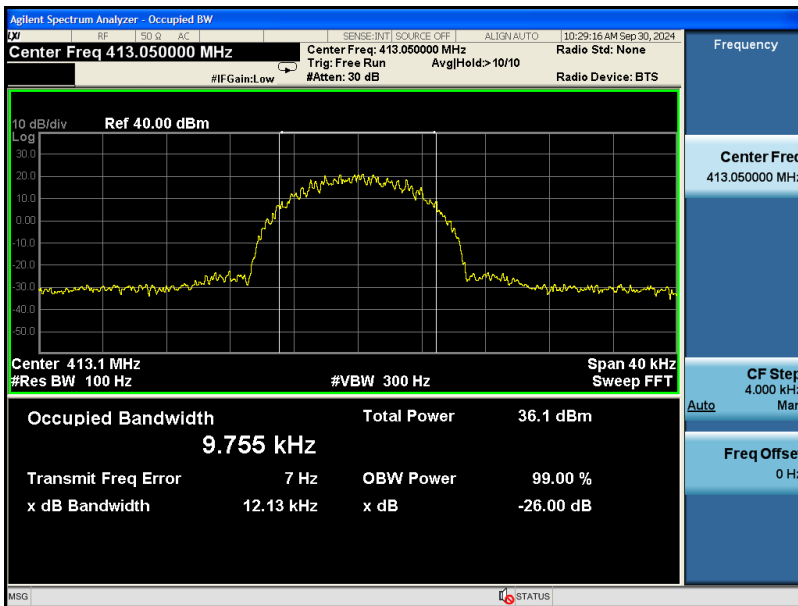 Agilent Spectrum Analyzer - Occupied BW
LXI RF 50 Ω AC SENSE:INT SOURCE OFF ALIGN AUTO 10:29:16 AM Sep 30, 2024
Center Freq 413.050000 MHz
Center Freq: 413.050000 MHz
Radio Std: None
Trig: Free Run Avg|Hold:>10/10
#IFGain:Low #Atten: 30 dB Radio Device: BTS
10 dB/div Ref 40.00 dBm
Log
30.0
20.0
10.0
0.00
-10.0
-20.0
-30.0
-40.0
-50.0
Center 413.1 MHz Span 40 kHz
#Res BW 100 Hz #VBW 300 Hz Sweep FFT
Occupied Bandwidth Total Power 36.1 dBm
9.755 kHz
Transmit Freq Error 7 Hz OBW Power 99.00 %
x dB Bandwidth 12.13 kHz x dB -26.00 dB
MSG STATUS
Frequency
Center Freq
413.050000 MHz
CF Step
4.000 kHz
Auto Man
Freq Offset
0 Hz